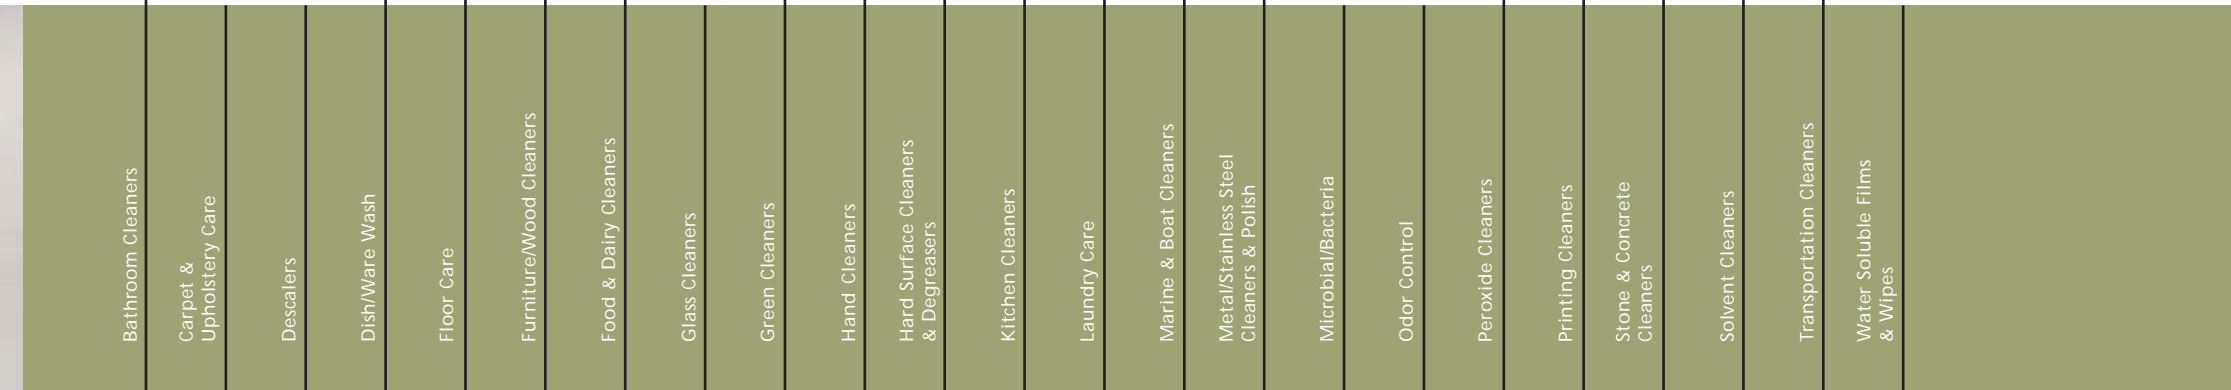 Bathroom Cleaners
Carpet &
Upholstery Care
Descalers
Dish/Ware Wash
Floor Care
Furniture/Wood Cleaners
Food & Dairy Cleaners
Glass Cleaners
Green Cleaners
Hand Cleaners
Hard Surface Cleaners
& Degreasers
Kitchen Cleaners
Laundry Care
Marine & Boat Cleaners
Metal/Stainless Steel
Cleaners & Polish
Microbial/Bacteria
Odor Control
Peroxide Cleaners
Printing Cleaners
Stone & Concrete
Cleaners
Solvent Cleaners
Transportation Cleaners
Water Soluble Films
& Wipes